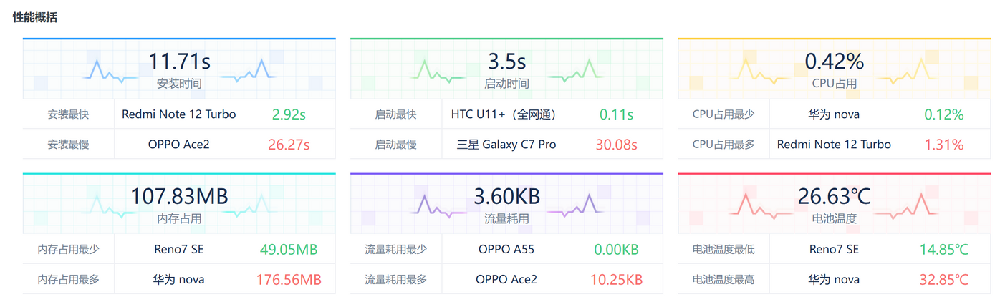 性能概括
11.71s
安装时间
安装最快 Redmi Note 12 Turbo 2.92s
安装最慢 OPPO Ace2 26.27s
3.5s
启动时间
启动最快 HTC U11+（全网通） 0.11s
启动最慢 三星 Galaxy C7 Pro 30.08s
0.42%
CPU占用
CPU占用最少 华为 nova 0.12%
CPU占用最多 Redmi Note 12 Turbo 1.31%
107.83MB
内存占用
内存占用最少 Reno7 SE 49.05MB
内存占用最多 华为 nova 176.56MB
3.60KB
流量耗用
流量耗用最少 OPPO A55 0.00KB
流量耗用最多 OPPO Ace2 10.25KB
26.63℃
电池温度
电池温度最低 Reno7 SE 14.85℃
电池温度最高 华为 nova 32.85℃